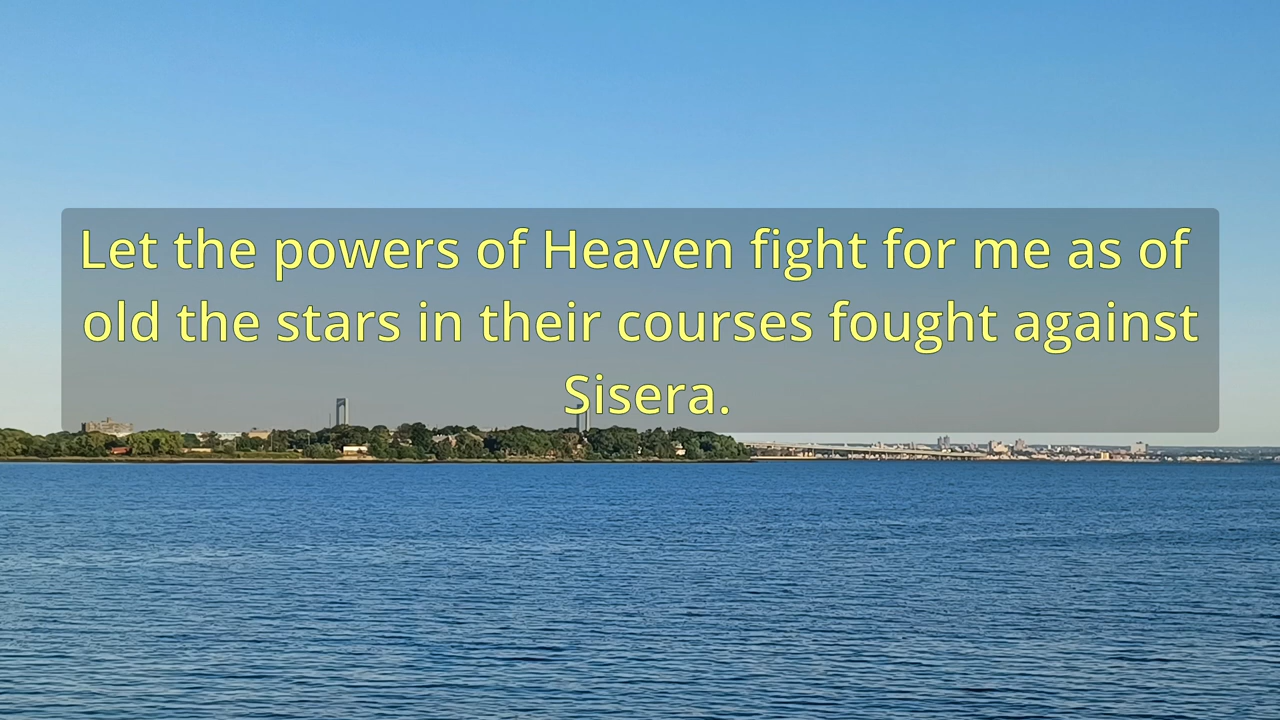 Let the powers of Heaven fight for me as of
old the stars in their courses fought against
Sisera.